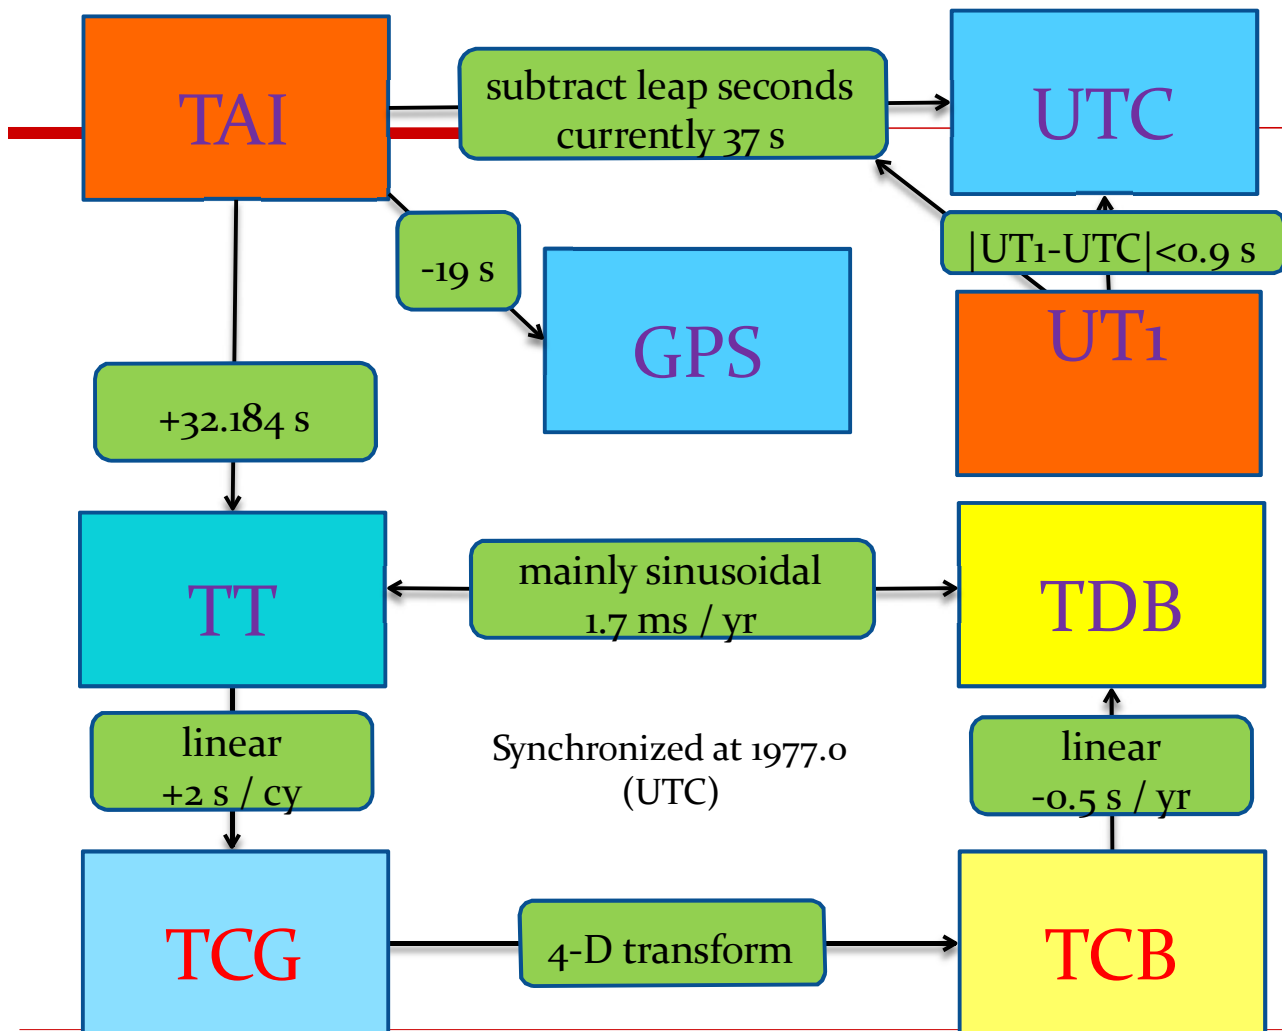 TAI
subtract leap seconds
currently 37 s
UTC
-19 s
|UT1-UTC|<0.9 s
GPS
UT1
+32.184 s
TT
mainly sinusoidal
1.7 ms / yr
TDB
linear
+2 s / cy
Synchronized at 1977.0
(UTC)
linear
-0.5 s / yr
TCG
4-D transform
TCB